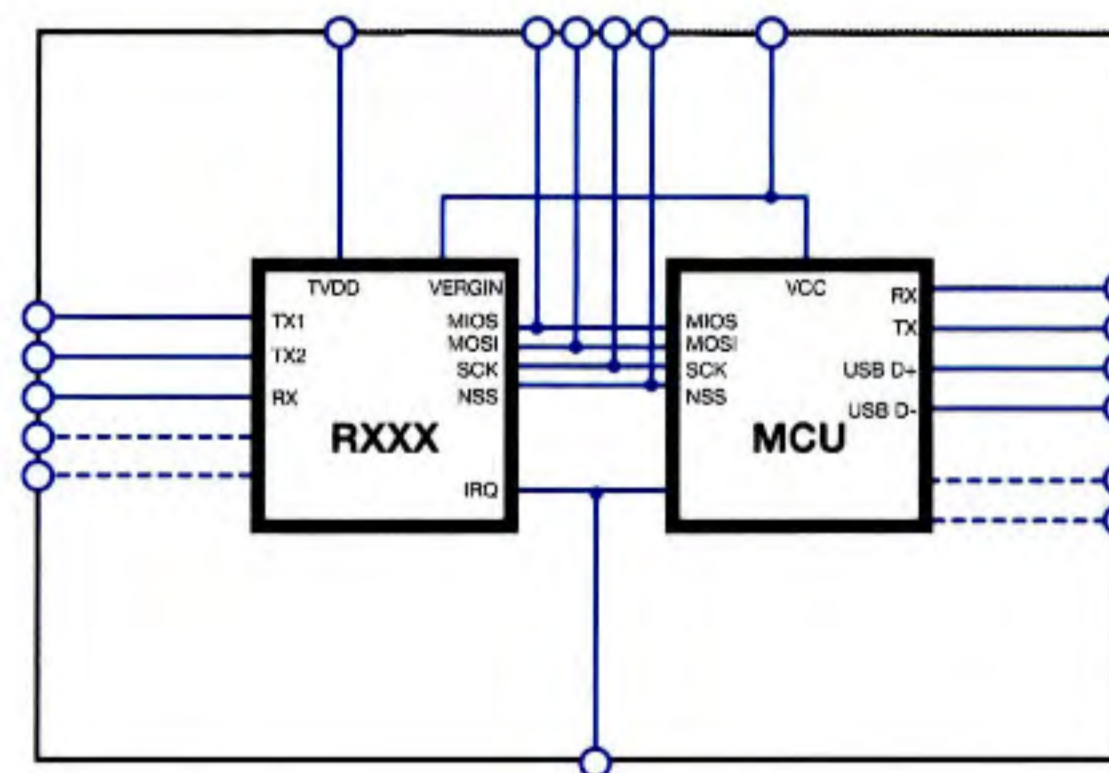 TVDD
VERGIN
TX1
TX2
RX
MIOS
MOSI
SCK
NSS
RXXX
IRQ
VCC
MIOS
MOSI
SCK
NSS
RX
TX
USB D+
USB D-
MCU